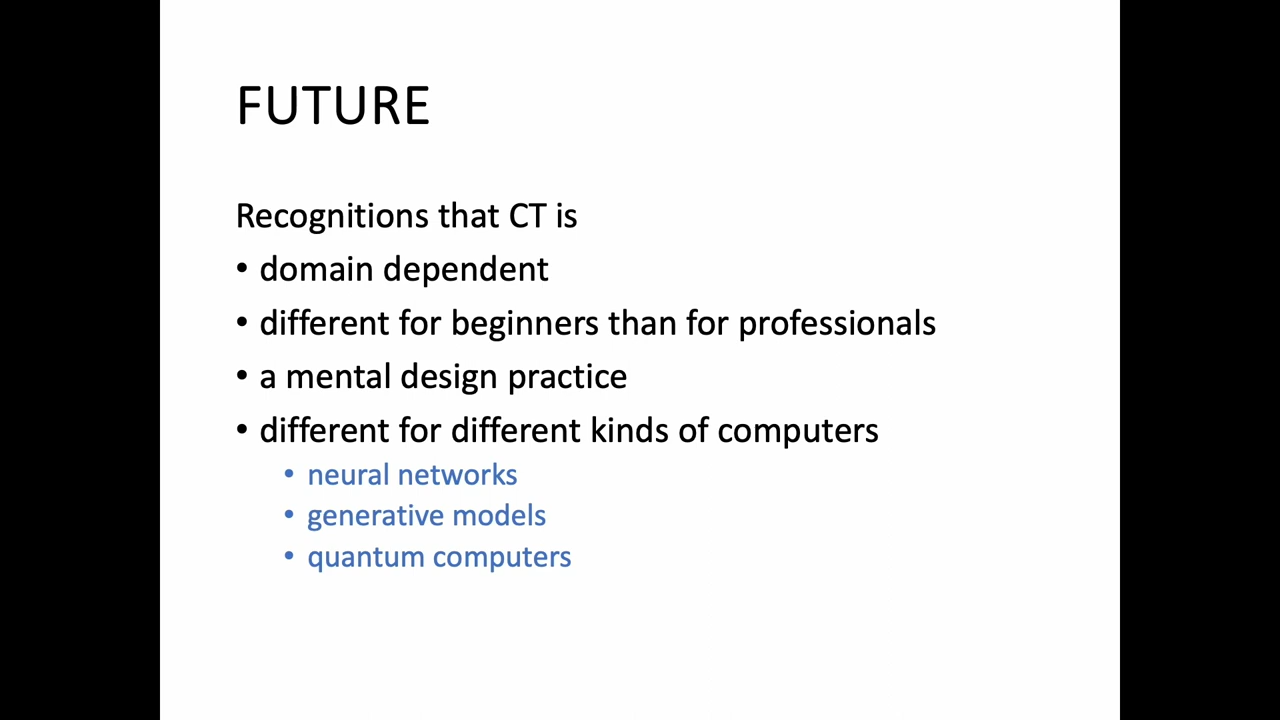 FUTURE
Recognitions that CT is
• domain dependent
• different for beginners than for professionals
• a mental design practice
• different for different kinds of computers
• neural networks
• generative models
• quantum computers